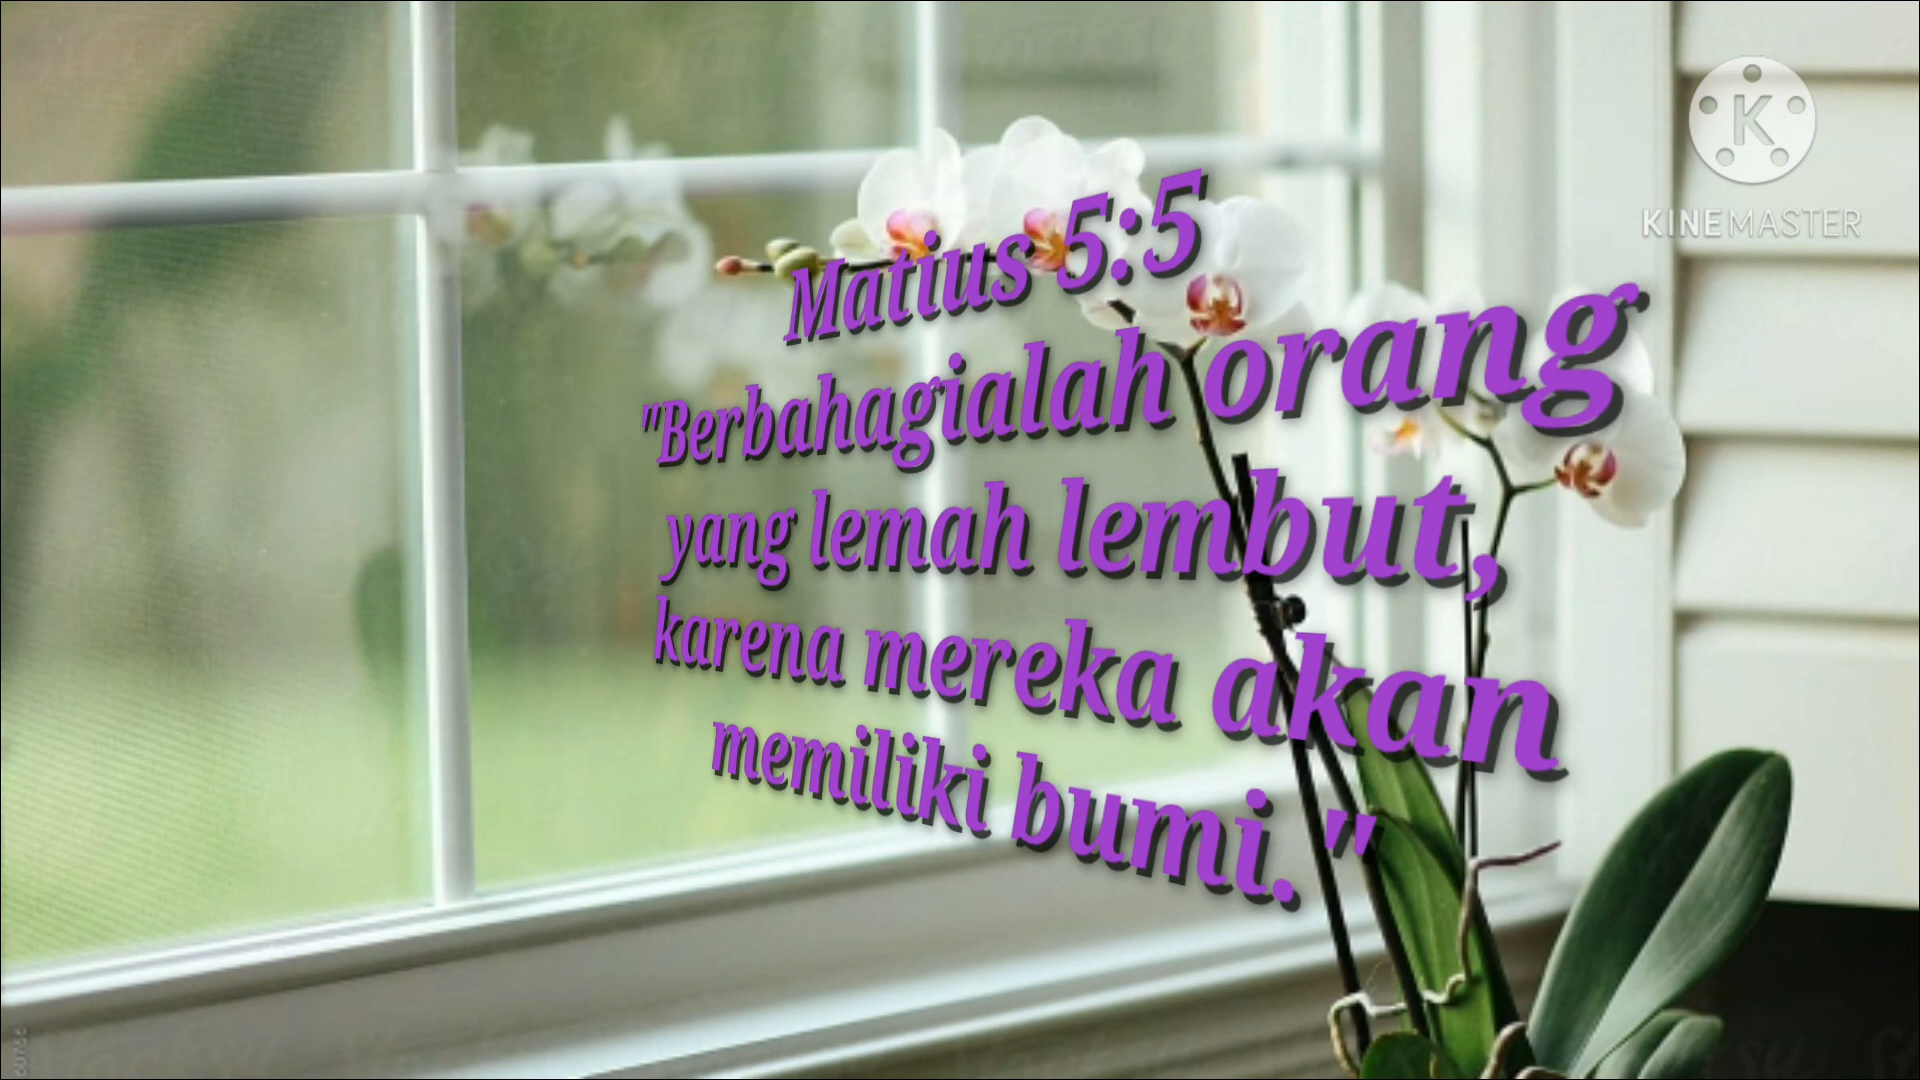 K
KINEMASTER
Matius 5:5
"Berbahagialah orang
yang lemah lembut,
karena mereka akan
memiliki bumi. "